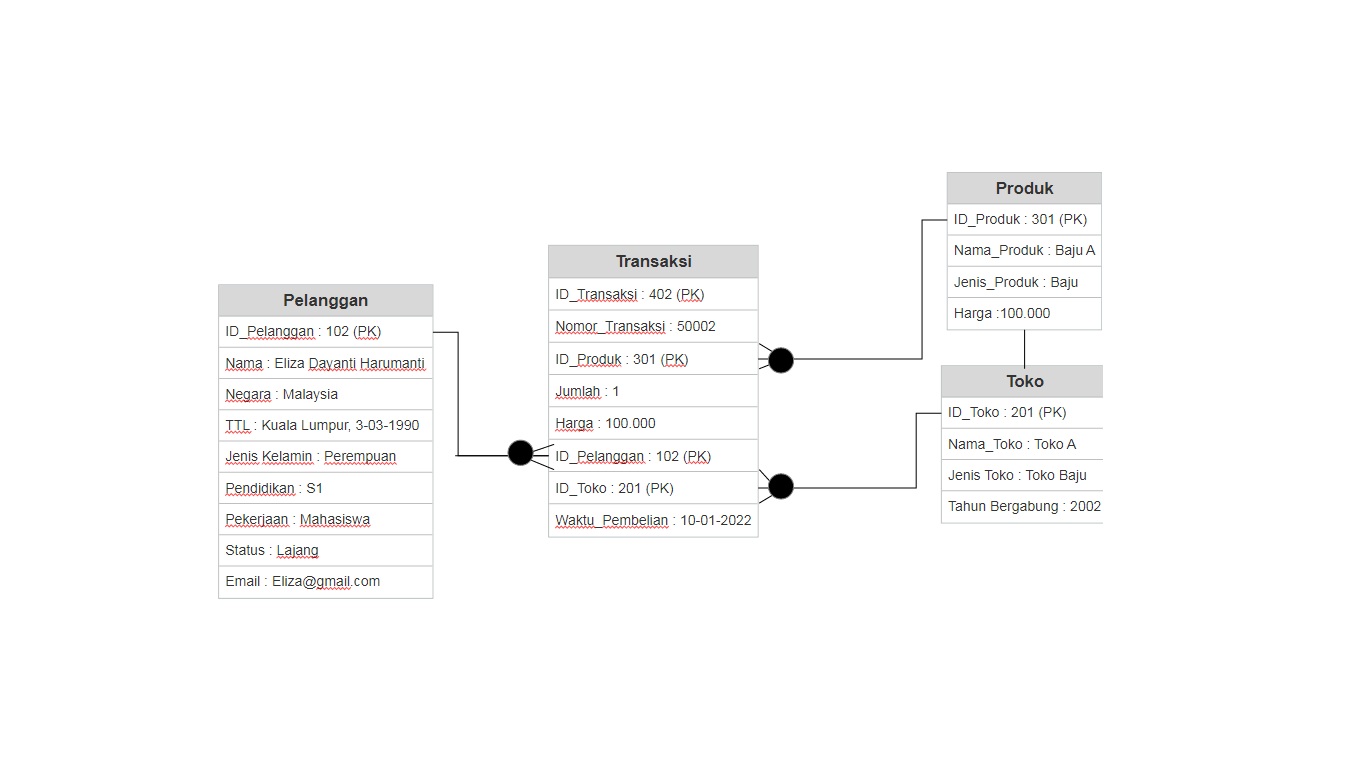 Pelanggan
ID_Pelanggan : 102 (PK)
Nama : Eliza Dayanti Harumanti
Negara : Malaysia
TTL : Kuala Lumpur, 3-03-1990
Jenis Kelamin : Perempuan
Pendidikan : S1
Pekerjaan : Mahasiswa
Status : Lajang
Email : Eliza@gmail.com
Transaksi
ID_Transaksi : 402 (PK)
Nomor_Transaksi : 50002
ID_Produk : 301 (PK)
Jumlah : 1
Harga : 100.000
ID_Pelanggan : 102 (PK)
ID_Toko : 201 (PK)
Waktu_Pembelian : 10-01-2022
Produk
ID_Produk : 301 (PK)
Nama_Produk : Baju A
Jenis_Produk : Baju
Harga :100.000
Toko
ID_Toko : 201 (PK)
Nama_Toko : Toko A
Jenis Toko : Toko Baju
Tahun Bergabung : 2002